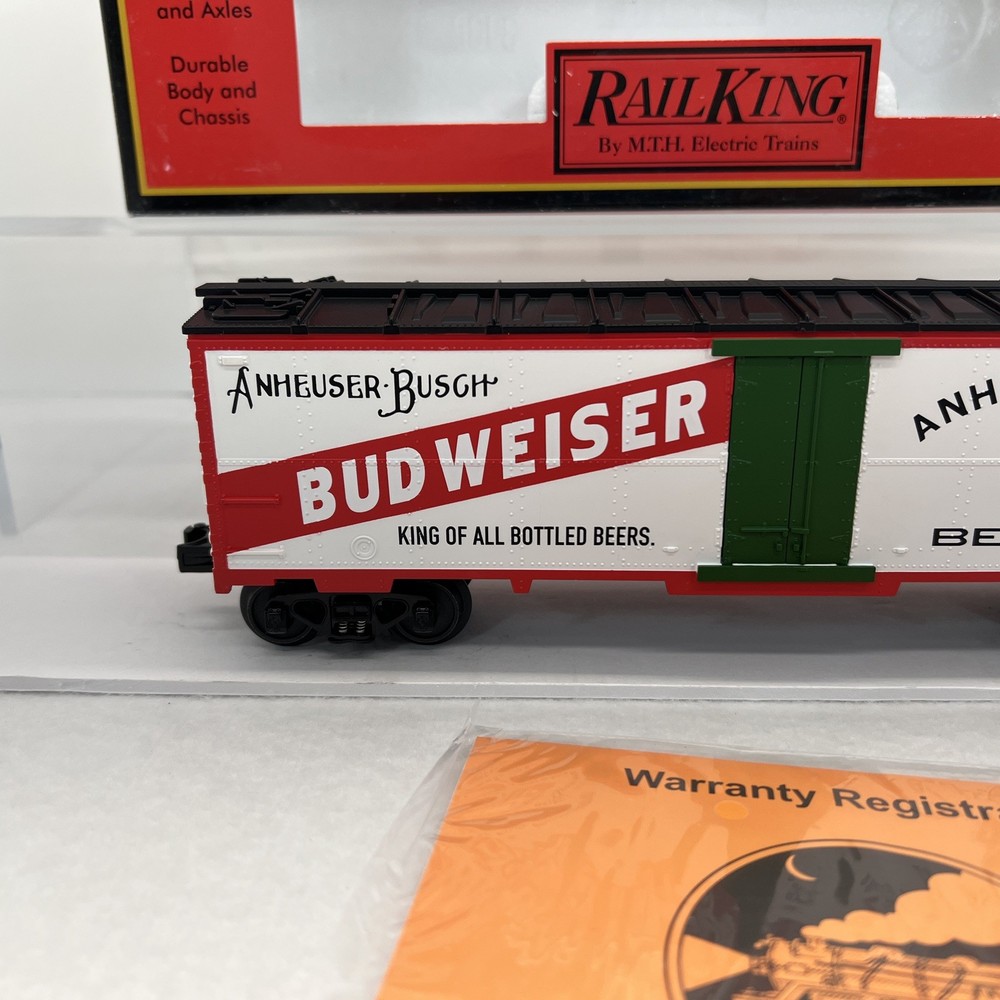 and Axles
Durable
Body and
Chassis
RAILKING®
By M.T.H. Electric Trains
ANHEUSER·BUSCH
BUDWEISER
KING OF ALL BOTTLED BEERS.
ANH
BE
Warranty Registra